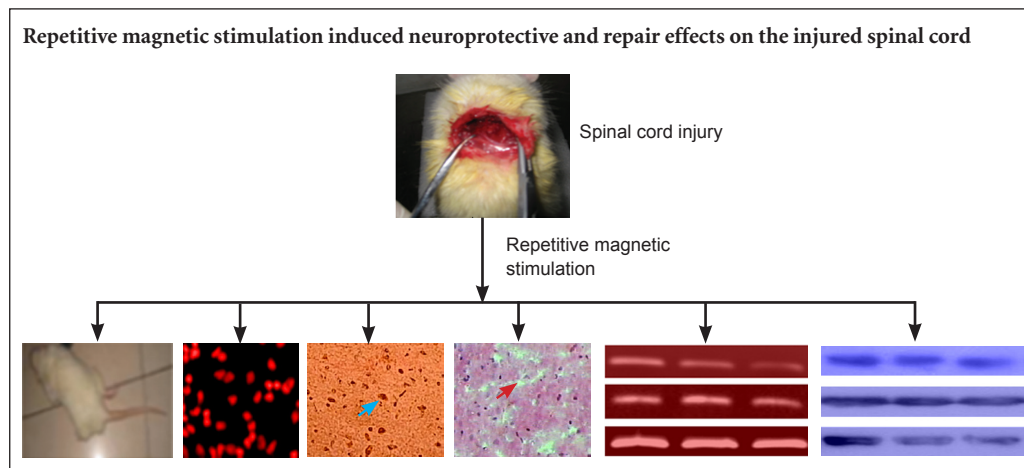 Repetitive magnetic stimulation induced neuroprotective and repair effects on the injured spinal cord
Spinal cord injury
Repetitive magnetic
stimulation